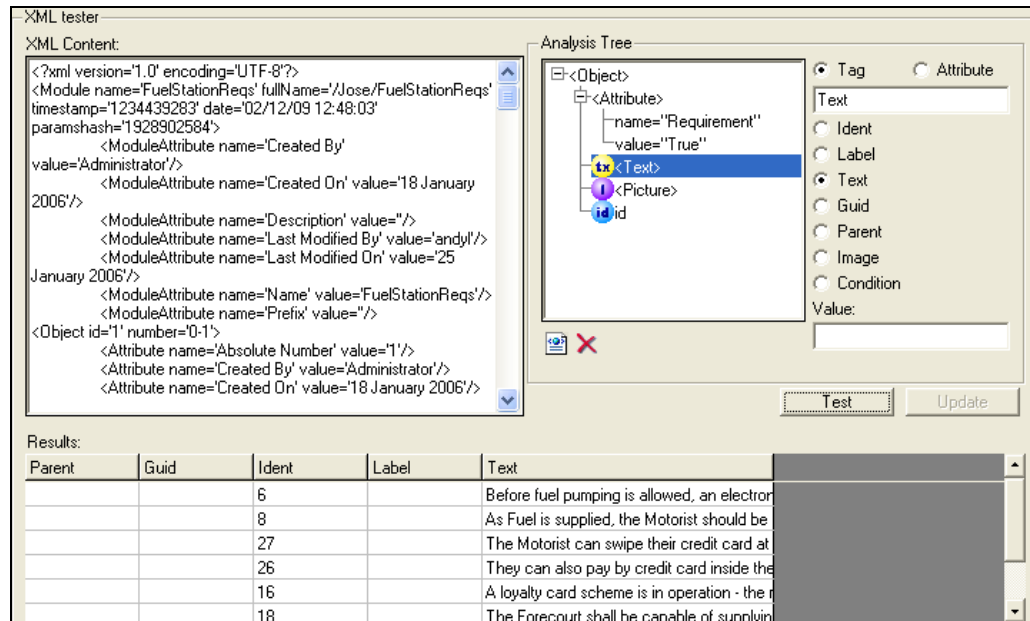 XML tester
XML Content:
<?xml version='1.0' encoding='UTF-8'?>
<Module name='FuelStationReqs' fullName='/Jose/FuelStationReqs'
timestamp='1234439283' date='02/12/09 12:48:03'
paramshash='1928902584'>
<ModuleAttribute name='Created By'
value='Administrator'/>
<ModuleAttribute name='Created On' value='18 January
2006'/>
<ModuleAttribute name='Description' value=''/>
<ModuleAttribute name='Last Modified By' value='andyl'/>
<ModuleAttribute name='Last Modified On' value='25
January 2006'/>
<ModuleAttribute name='Name' value='FuelStationReqs'/>
<ModuleAttribute name='Prefix' value=''/>
<Object id='1' number='0-1'>
<Attribute name='Absolute Number' value='1'/>
<Attribute name='Created By' value='Administrator'/>
<Attribute name='Created On' value='18 January 2006'/>
Analysis Tree
<Object>
<Attribute>
name="Requirement"
value="True"
tx <Text>
I <Picture>
id id
Tag Attribute
Text
Ident
Label
Text
Guid
Parent
Image
Condition
Value:
Test Update
Results:
Parent Guid Ident Label Text
6 Before fuel pumping is allowed, an electron
8 As Fuel is supplied, the Motorist should be
27 The Motorist can swipe their credit card at
26 They can also pay by credit card inside the
16 A loyalty card scheme is in operation - the
18 The Forecourt shall be capable of supplyin